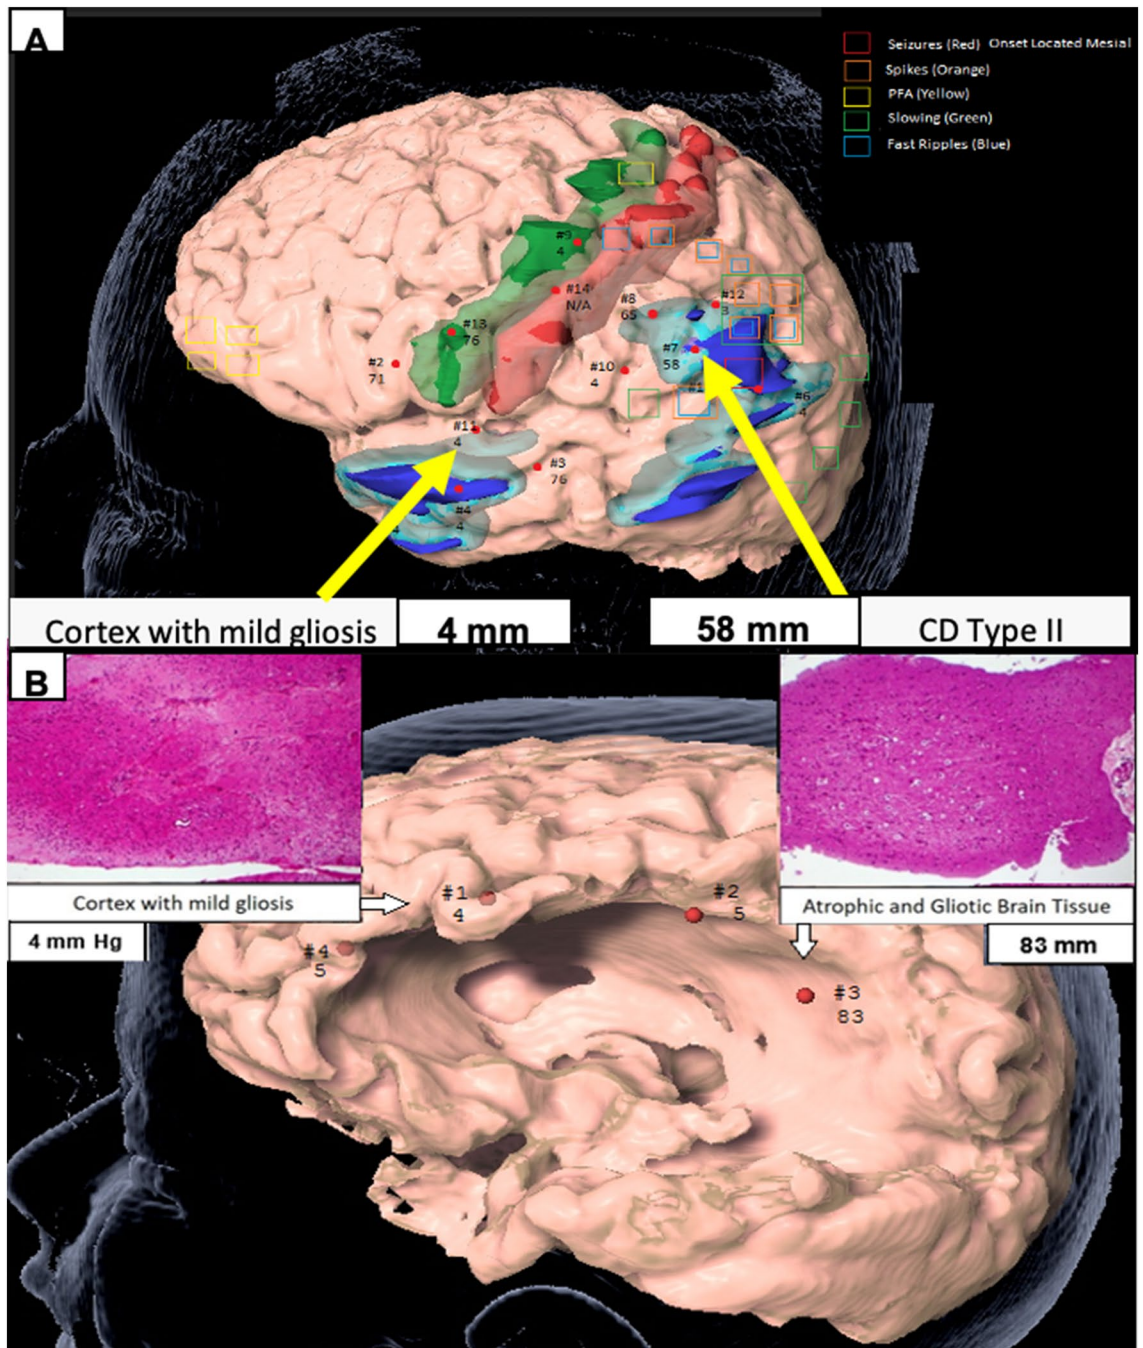 A
Seizures (Red) Onset Located Mesial
Spikes (Orange)
PFA (Yellow)
Slowing (Green)
Fast Ripples (Blue)
#9
4
#14
N/A
#8
65
#12
3
#13
76
#7
58
#2
71
#10
4
#6
4
#11
4
#3
76
#4
4
4
Cortex with mild gliosis
4 mm
58 mm
CD Type II
B
Cortex with mild gliosis
4 mm Hg
Atrophic and Gliotic Brain Tissue
83 mm
#1
4
#2
5
#4
5
#3
83